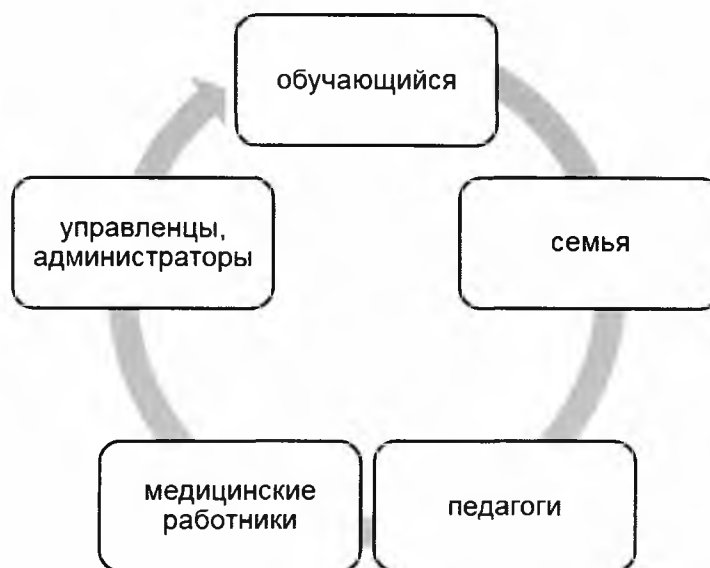 обучающийся
семья
педагоги
медицинские
работники
управленцы,
администраторы